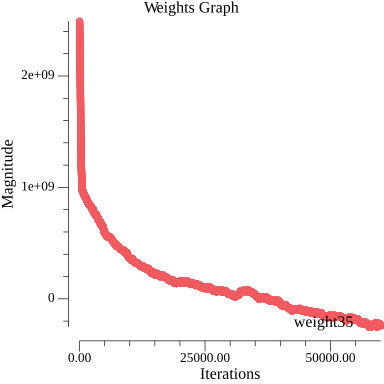 Weights Graph
2e+09
1e+09
0
Magnitude
weight35
0.00 25000.00 50000.00
Iterations